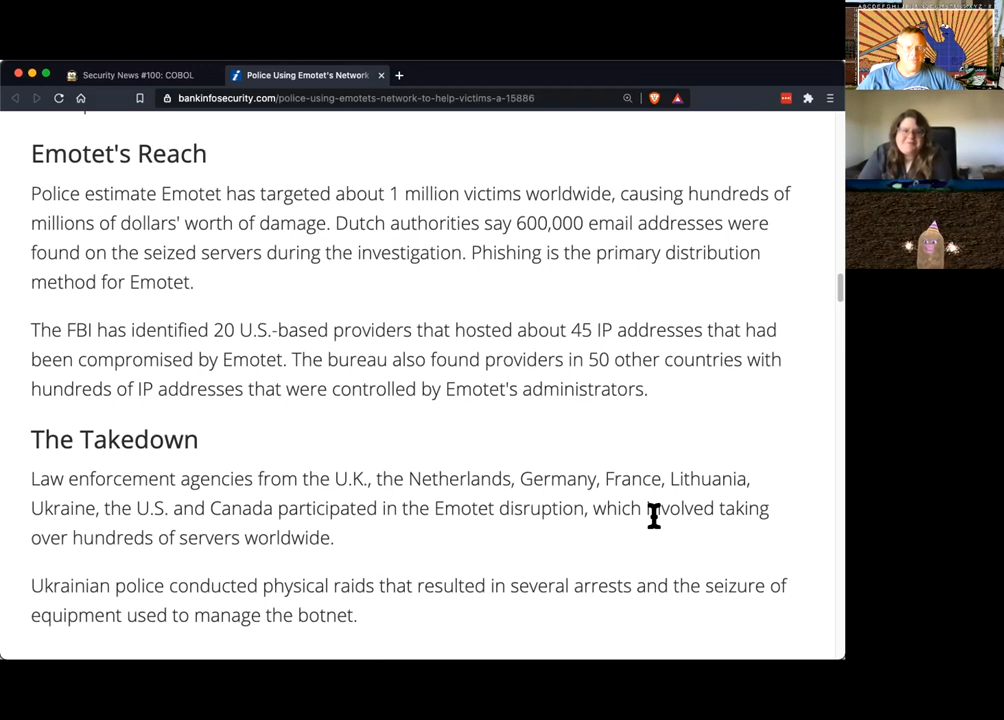 ABCDEFGHIJKLMNOPQRSTUVWXYZ
Security News #100: COBOL
Police Using Emotet's Network
bankinfosecurity.com/police-using-emotets-network-to-help-victims-a-15886
Emotet's Reach
Police estimate Emotet has targeted about 1 million victims worldwide, causing hundreds of
millions of dollars' worth of damage. Dutch authorities say 600,000 email addresses were
found on the seized servers during the investigation. Phishing is the primary distribution
method for Emotet.
The FBI has identified 20 U.S.-based providers that hosted about 45 IP addresses that had
been compromised by Emotet. The bureau also found providers in 50 other countries with
hundreds of IP addresses that were controlled by Emotet's administrators.
The Takedown
Law enforcement agencies from the U.K., the Netherlands, Germany, France, Lithuania,
Ukraine, the U.S. and Canada participated in the Emotet disruption, which involved taking
over hundreds of servers worldwide.
Ukrainian police conducted physical raids that resulted in several arrests and the seizure of
equipment used to manage the botnet.